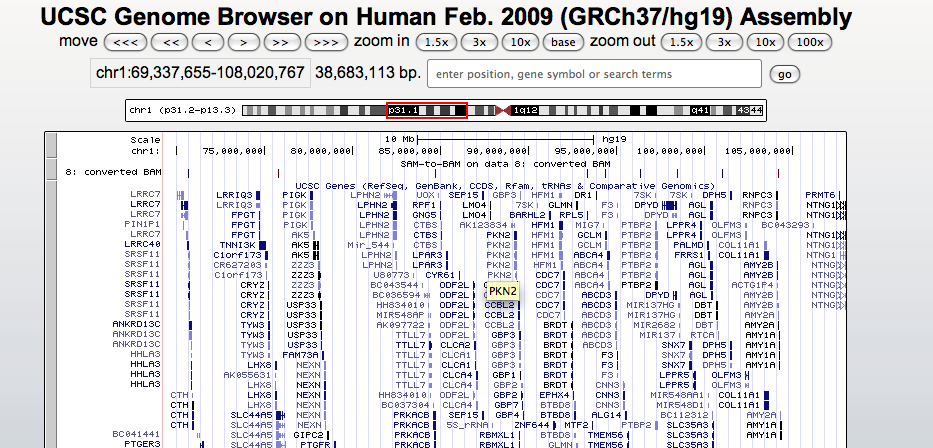 UCSC Genome Browser on Human Feb. 2009 (GRCh37/hg19) Assembly
move <<< << < > >> >>> zoom in 1.5x 3x 10x base zoom out 1.5x 3x 10x 100x
chr1:69,337,655-108,020,767 38,683,113 bp. enter position, gene symbol or search terms go
chr1 (p31.2-p13.3) p31.1 1q12 q41 4344
Scale 10 Mb hg19
chr1: 75,000,000 80,000,000 85,000,000 90,000,000 95,000,000 100,000,000 105,000,000
SAM-to-BAM on data 8: converted BAM
8: converted BAM
UCSC Genes (RefSeq, GenBank, CCDS, Rfam, tRNAs & Comparative Genomics)
LRRC7 LRRIQ3 PIGK LPHN2 UOX SEP15 GBP3 HFM1 DR1 7SK DPYD DPH5 RNPC3 PRMT6
LRRC7 LRRIQ3 PIGK LPHN2 RPF1 LMO4 GBP7 GLMN 7SK DPYD AGL RNPC3 NTNG1
LRRC7 FPGT PIGK LPHN2 GNG5 LMO4 BARHL2 RPL5 F3 DPYD AGL RNPC3 NTNG1
PIN1P1 FPGT PIGK LPHN2 CTBS AK123834 HFM1 MIG7 PTBP2 LPPR4 OLFM3 BC043293
LRRC7 FPGT AK5 LPHN2 CTBS PKN2 HFM1 GCLM PTBP2 LPPR4 OLFM3 NTNG1
LRRC40 TNNI3K AK5 Mir_544 CTBS PKN2 HFM1 GCLM PTBP2 PALMD COL11A1 NTNG1
SRSF11 C1orf173 AK5 LPHN2 LPAR3 PKN2 HFM1 ABCA4 PTBP2 FRRS1 COL11A1 NTNG1
SRSF11 CR627203 ZZZ3 LPHN2 LPAR3 PKN2 CDC7 ABCA4 PTBP2 AGL AMY2B NTNG
SRSF11 C1orf173 ZZZ3 U80773 CYR61 PKN2 CDC7 ABCA4 PTBP2 AGL AMY2B NTNG
SRSF11 CRYZ ZZZ3 BC043544 ODF2L CDC7 ABCA4 PTBP2 AGL ACTG1P4 NTNG
PKN2
SRSF11 CRYZ ZZZ3 BC036594 ODF2L CDC7 ABCD3 DPYD AGL AMY2B NTNG
SRSF11 CRYZ USP33 HH834010 ODF2L CCBL2 CDC7 ABCD3 MIR137HG DBT AMY2B
SRSF11 CRYZ USP33 MIR548AP ODF2L CCBL2 CDC7 ABCD3 MIR137HG DBT AMY2A
ANKRD13C TYW3 USP33 AK097722 ODF2L CCBL2 BRDT ABCD3 MIR2682 DBT AMY2A
ANKRD13C TYW3 USP33 TTLL7 ODF2L GBP3 BRDT ABCD3 MIR137 RTCA AMY1A
HHLA3 TYW3 USP33 TTLL7 CLCA2 GBP3 BRDT ABCD3 SNX7 DPH5 AMY1A
HHLA3 TYW3 FAM73A TTLL7 CLCA1 GBP3 BRDT F3 SNX7 DPH5 AMY1A
HHLA3 LHX8 NEXN TTLL7 CLCA1 GBP3 BRDT F3 SNX7 DPH5 AMY1A
HHLA3 AK055631 NEXN TTLL7 CLCA4 GBP1 BRDT F3 LPPR5 OLFM3 AMY1A
HHLA3 LHX8 NEXN TTLL7 CLCA4 GBP2 BRDT CNN3 LPPR5 OLFM3 AMY1A
CTH LHX8 NEXN HH834010 ODF2L GBP2 EPHX4 CNN3 MIR548AA1 COL11A1
CTH LHX8 NEXN BC037304 ODF2L GBP7 BTBD8 CNN3 MIR548D1 COL11A1
CTH SLC44A5 NEXN PRKACB SEP15 GBP4 BTBD8 ALG14 BC112312 AMY2A
SLC44A5 NEXN PRKACB 5S_rRNA ZNF644 MTF2 PTBP2 SLC35A3 AMY1A
BC041441 SLC44A5 GIPC2 PRKACB RBMXL1 BTBD8 TMEM56 SLC35A3 AMY1A
PTGER3 SLC44A5 PTGFR PRKACB RBMXL1 BTBD8 TMEM56 SLC35A3 AMY1A